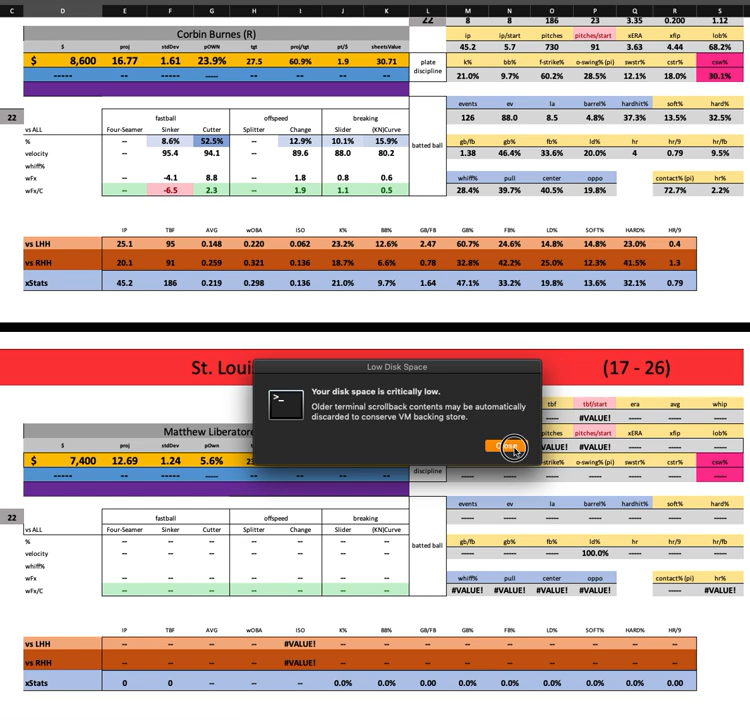 C D E F G H I J K L M N O P Q R S
22 8 8 186 23 3.35 0.200 1.12
Corbin Burnes (R) ip ip/start pitches pitches/start xERA xfip lob%
45.2 5.7 730 91 3.63 4.44 68.2%
$ proj stdDev pOWN tgt proj/tgt pt/$ sheetsValue
$ 8,600 16.77 1.61 23.9% 27.5 60.9% 1.9 30.71 plate discipline k% bb% f-strike% o-swing% (pi) swstr% cstr% csw%
----- ----- ----- ----- ----- ----- ----- ----- 21.0% 9.7% 60.2% 28.5% 12.1% 18.0% 30.1%
events ev la barrel% hardhit% soft% hard%
22 fastball offspeed breaking 126 88.0 8.5 4.8% 37.3% 13.5% 32.5%
vs ALL Four-Seamer Sinker Cutter Splitter Change Slider (KN)Curve
% -- 8.6% 52.5% -- 12.9% 10.1% 15.9% batted ball gb/fb gb% fb% ld% hr hr/9 hr/fb
velocity -- 95.4 94.1 -- 89.6 88.0 80.2 1.38 46.4% 33.6% 20.0% 4 0.79 9.5%
whiff%
wFx -- -4.1 8.8 -- 1.8 0.8 0.6 whiff% pull center oppo contact% (pi) hr%
wFx/C -- -6.5 2.3 -- 1.9 1.1 0.5 28.4% 39.7% 40.5% 19.8% 72.7% 2.2%
IP TBF AVG wOBA ISO K% BB% GB/FB GB% FB% LD% SOFT% HARD% HR/9
vs LHH 25.1 95 0.148 0.220 0.062 23.2% 12.6% 2.47 60.7% 24.6% 14.8% 14.8% 23.0% 0.4
vs RHH 20.1 91 0.259 0.321 0.136 18.7% 6.6% 0.78 32.8% 42.2% 25.0% 12.3% 41.5% 1.3
xStats 45.2 186 0.219 0.298 0.136 21.0% 9.7% 1.64 47.1% 33.2% 19.8% 13.6% 32.1% 0.79
St. Loui (17 - 26)
Low Disk Space
Your disk space is critically low.
Older terminal scrollback contents may be automatically
discarded to conserve VM backing store.
Close
tbf tbf/start era avg whip
----- #VALUE! ----- ----- -----
Matthew Liberatore pitches pitches/start xERA xfip lob%
$ proj stdDev pOwn #VALUE! #VALUE! ----- ----- -----
$ 7,400 12.69 1.24 5.6% -strike% o-swing% (pi) swstr% cstr% csw%
----- ----- ----- ----- ----- ----- ----- ----- discipline ----- ----- ----- ----- ----- ----- -----
events ev la barrel% hardhit% soft% hard%
22 fastball offspeed breaking ----- ----- ----- ----- ----- ----- -----
vs ALL Four-Seamer Sinker Cutter Splitter Change Slider (KN)Curve
% -- -- -- -- -- -- -- batted ball gb/fb gb% fb% ld% hr hr/9 hr/fb
velocity -- -- -- -- -- -- -- ----- ----- ----- 100.0% ----- ----- -----
whiff%
wFx -- -- -- -- -- -- -- whiff% pull center oppo contact% (pi) hr%
wFx/C -- -- -- -- -- -- -- #VALUE! #VALUE! #VALUE! #VALUE! ----- #VALUE!
IP TBF AVG wOBA ISO K% BB% GB/FB GB% FB% LD% SOFT% HARD% HR/9
vs LHH -- -- -- -- #VALUE! -- -- -- -- -- -- -- -- --
vs RHH -- -- -- -- #VALUE! -- -- -- -- -- -- -- -- --
xStats 0 0 -- -- -- 0.0% 0.0% 0.00 0.0% 0.0% 0.0% 0.0% 0.0% 0.00